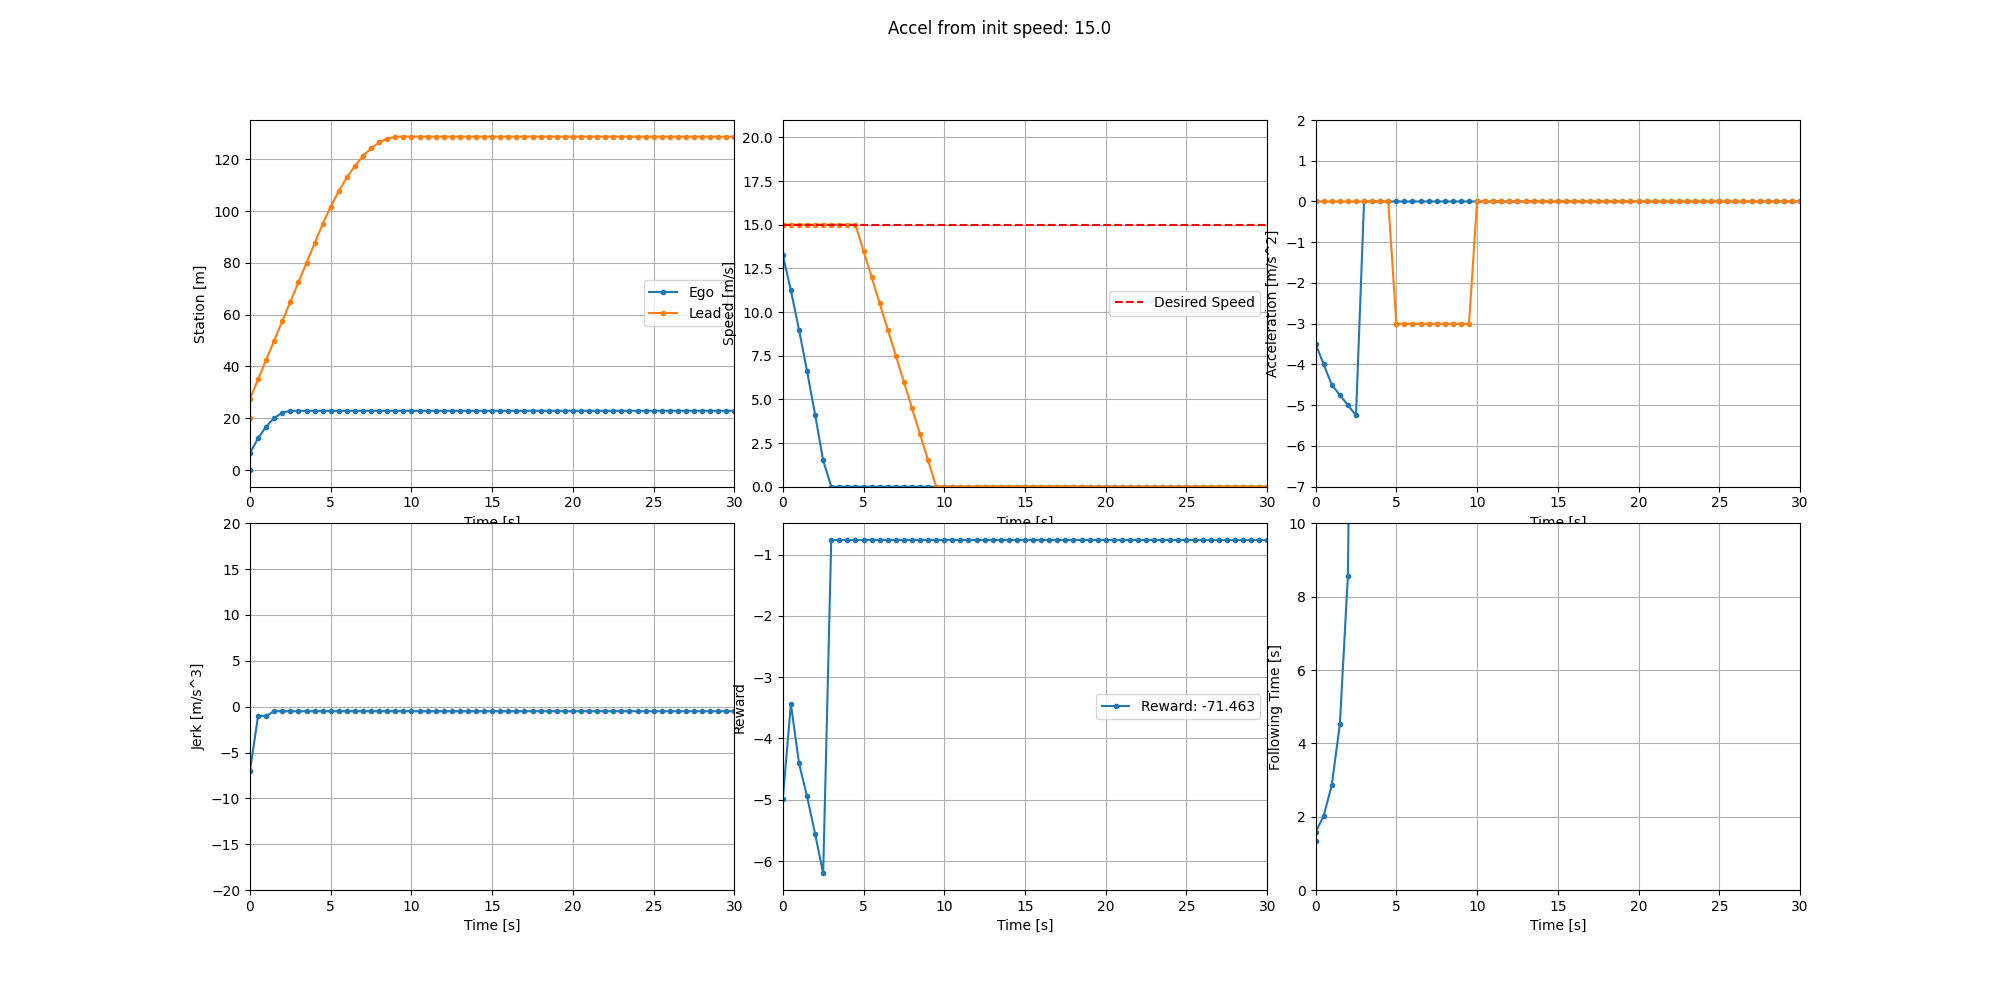 Accel from init speed: 15.0
Station [m]
120
100
80
60
40
20
0
Ego
Lead
0 5 10 15 20 25 30
Time [s]
Speed [m/s]
20.0
17.5
15.0
12.5
10.0
7.5
5.0
2.5
0.0
Desired Speed
0 5 10 15 20 25 30
Time [s]
Acceleration [m/s^2]
2
1
0
−1
−2
−3
−4
−5
−6
−7
0 5 10 15 20 25 30
Time [s]
Jerk [m/s^3]
20
15
10
5
0
−5
−10
−15
−20
0 5 10 15 20 25 30
Time [s]
Reward
−1
−2
−3
−4
−5
−6
Reward: -71.463
0 5 10 15 20 25 30
Time [s]
Following Time [s]
10
8
6
4
2
0
0 5 10 15 20 25 30
Time [s]